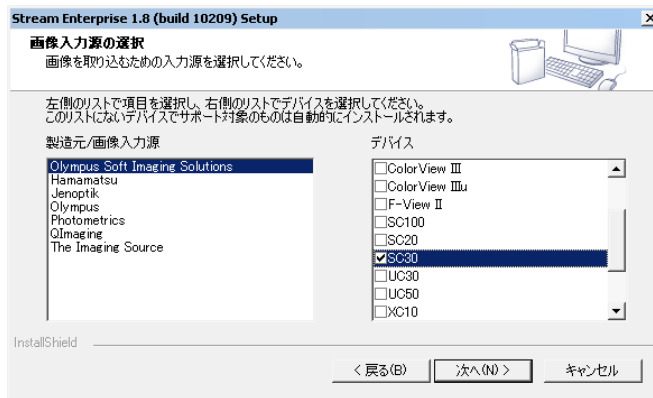 Stream Enterprise 1.8 (build 10209) Setup
画像入力源の選択
画像を取り込むための入力源を選択してください。
左側のリストで項目を選択し、右側のリストでデバイスを選択してください。
このリストにないデバイスでサポート対象のものは自動的にインストールされます。
製造元/画像入力源
Olympus Soft Imaging Solutions
Hamamatsu
Jenoptik
Olympus
Photometrics
QImaging
The Imaging Source
デバイス
ColorView III
ColorView IIIu
F-View II
SC100
SC20
SC30
UC30
UC50
XC10
InstallShield
< 戻る(B)
次へ(N) >
キャンセル